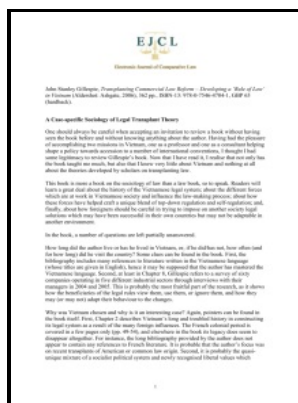 EJCL
Electronic Journal of Comparative Law
John Stanley Gillespie, Transplanting Commercial Law Reform – Developing a 'Rule of Law'
in Vietnam (Aldershot: Ashgate, 2006), 362 pp., ISBN-13: 978-0-7546-4704-1, GBP 65
(hardback).
A Case-specific Sociology of Legal Transplant Theory
One should always be careful when accepting an invitation to review a book without having
seen the book before and without knowing anything about the author. Having had the pleasure
of accomplishing two missions in Vietnam, once as a professor and one as a consultant helping
shape a policy towards accession to a number of international conventions, I thought I had
some legitimacy to review Gillespie's book. Now that I have read it, I realise that not only has
the book taught me much, but also that I knew very little about Vietnam and nothing at all
about the theories developed by scholars on transplanting law.
This book is more a book on the sociology of law than a law book, so to speak. Readers will
learn a great deal about the history of the Vietnamese legal system; about the different forces
which are at work in Vietnamese society and influence the law-making process; about how
these forces have helped craft a unique blend of top-down regulation and self-regulation; and,
finally, about how foreigners should be careful in trying to impose on another society legal
solutions which may have been successful in their own countries but may not be adaptable in
another environment.
In the book, a number of questions are left partially unanswered.
How long did the author live or has he lived in Vietnam, or, if he did/has not, how often (and
for how long) did he visit the country? Some clues can be found in the book. First, the
bibliography includes many references to literature written in the Vietnamese language
(whose titles are given in English), hence it may be supposed that the author has mastered the
Vietnamese language. Second, at least in Chapter 8, Gillespie refers to a survey of sixty
companies operating in five different industrial sectors through interviews with their
managers in 2004 and 2005. This is probably the most fruitful part of the research, as it shows
how the beneficiaries of the legal rules view them, use them, or ignore them, and how they
may (or may not) adapt their behaviour to the changes.
Why was Vietnam chosen and why is it an interesting case? Again, pointers can be found in
the book itself. First, Chapter 2 describes Vietnam's long and troubled history in constructing
its legal system as a result of the many foreign influences. The French colonial period is
covered in a few pages only (pp. 49-54), and elsewhere in the book its legacy does seem to
disappear altogether. For instance, the long bibliography provided by the author does not
appear to contain any references to French literature. It is probable that the author's focus was
on recent transplants of American or common law origin. Second, it is probably the quasi-
unique mixture of a socialist political system and newly recognised liberal values which
1